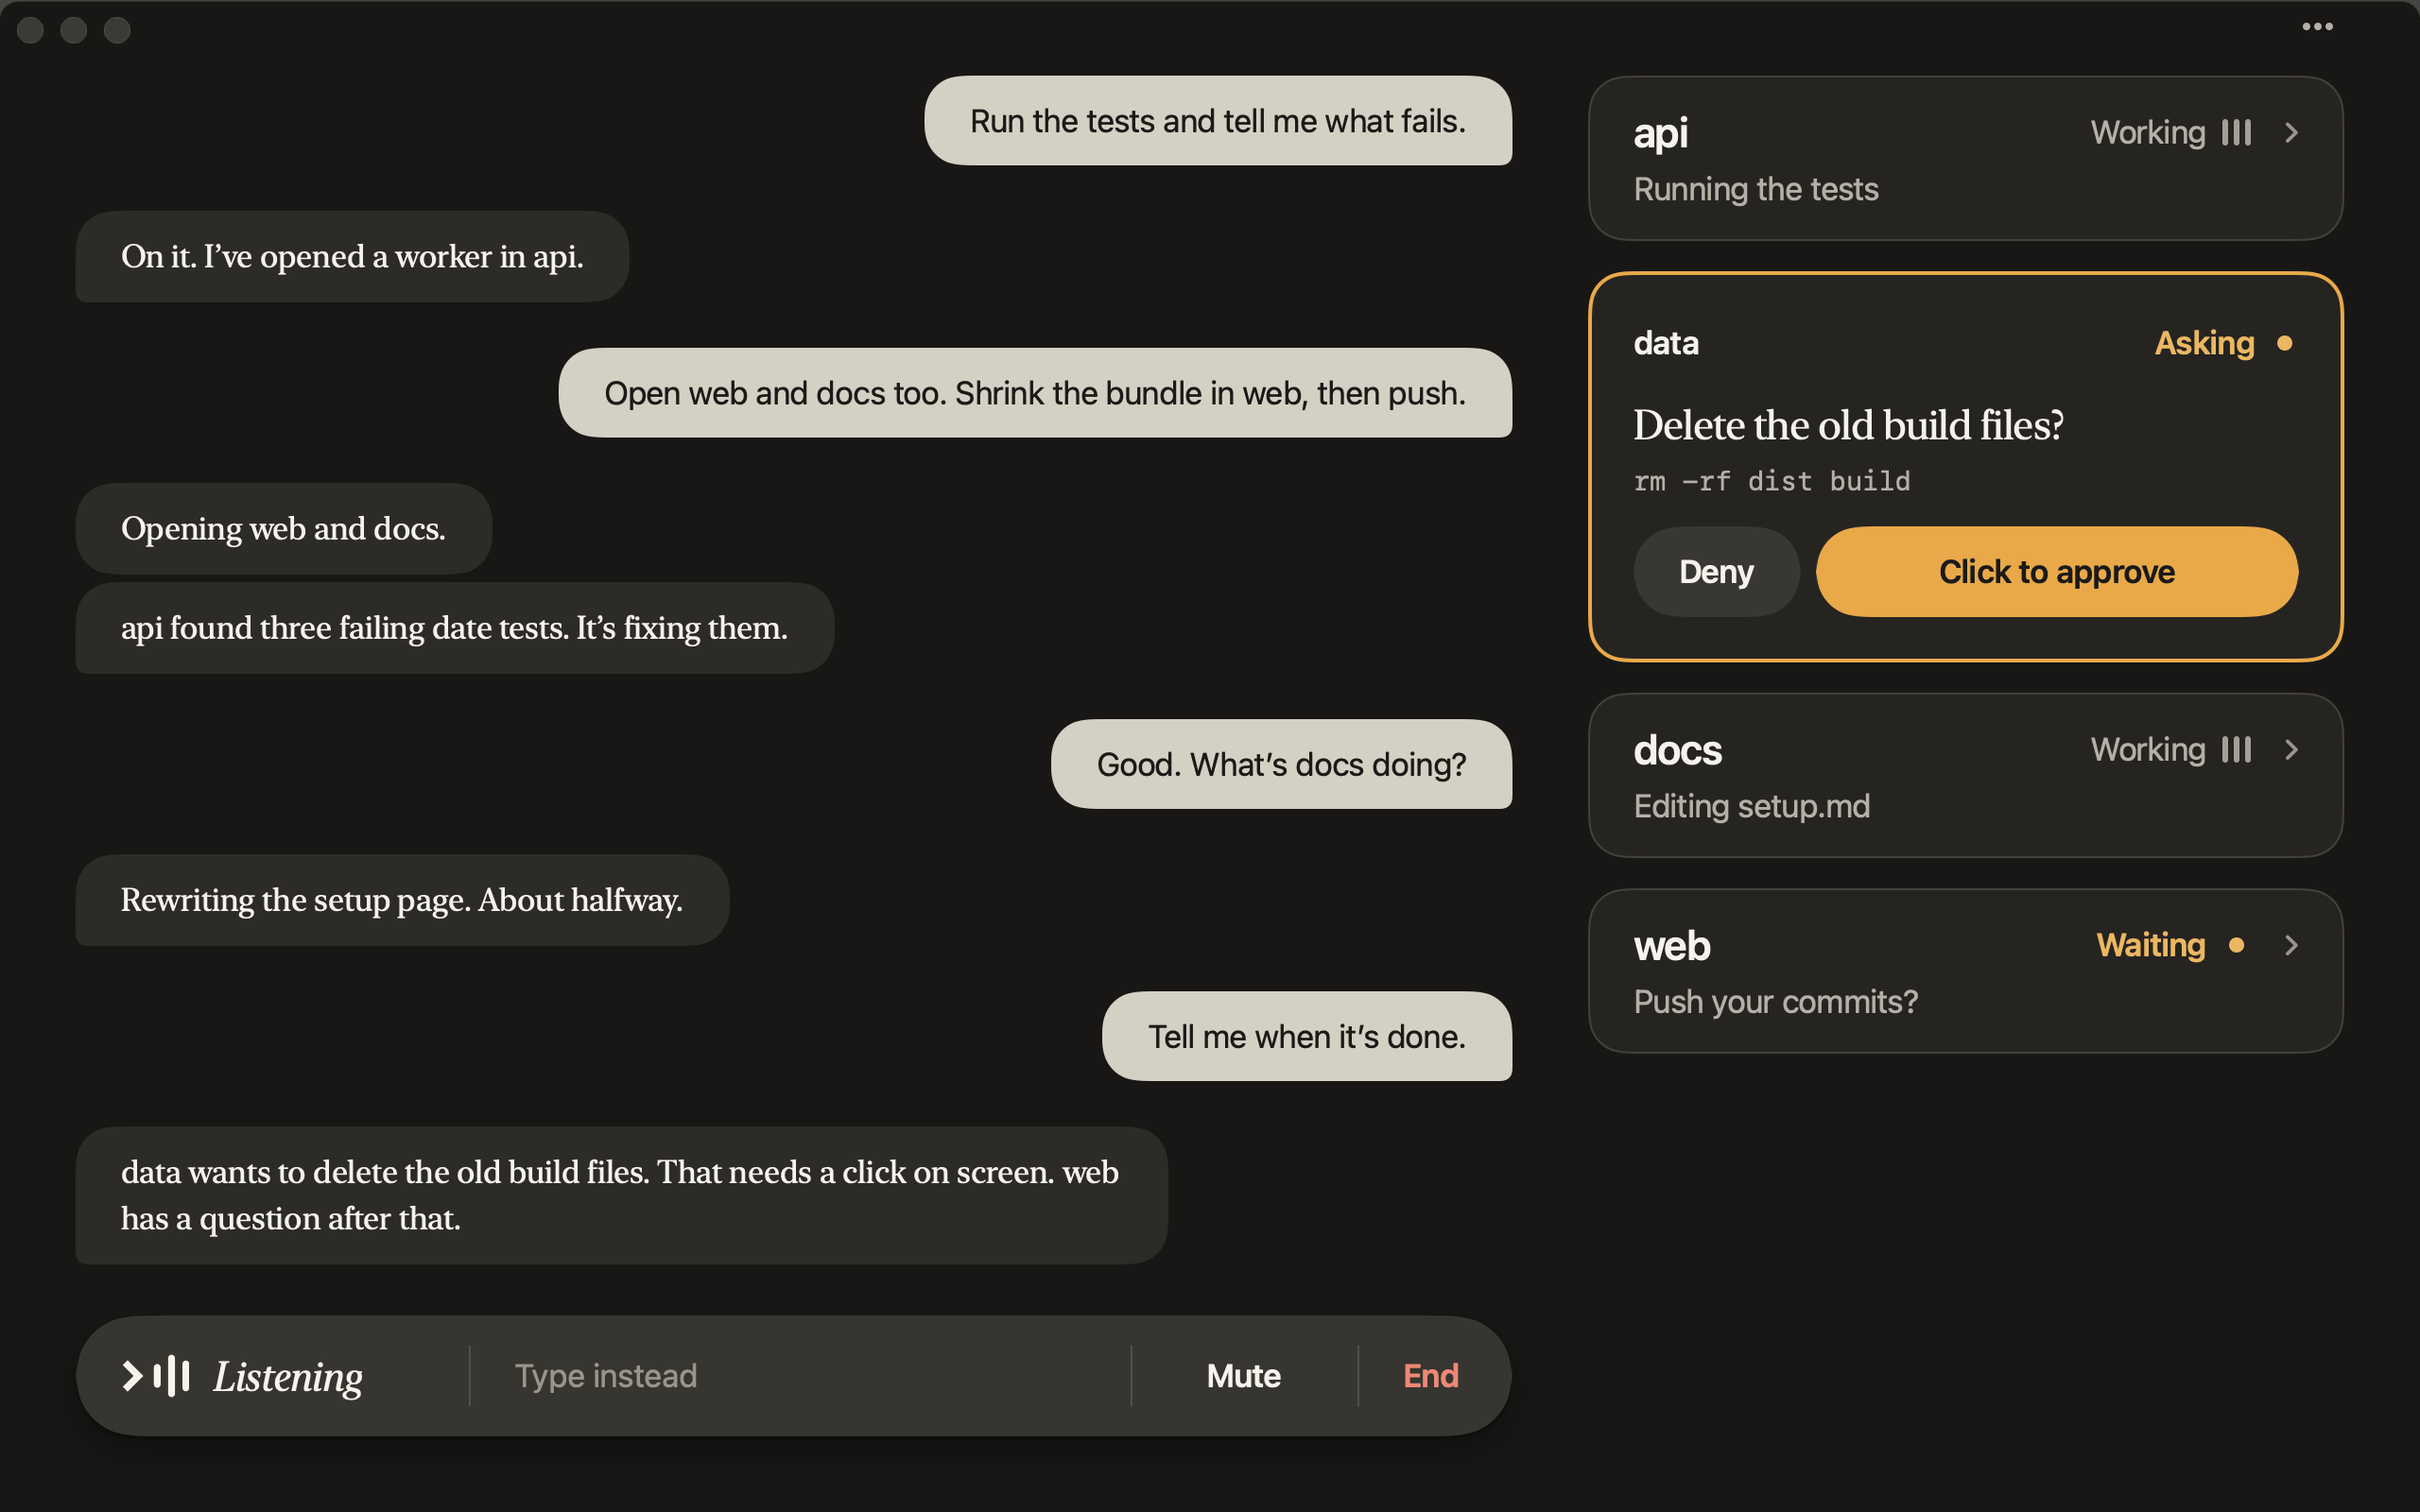 Run the tests and tell me what fails.
On it. I’ve opened a worker in api.
Open web and docs too. Shrink the bundle in web, then push.
Opening web and docs.
api found three failing date tests. It’s fixing them.
Good. What’s docs doing?
Rewriting the setup page. About halfway.
Tell me when it’s done.
data wants to delete the old build files. That needs a click on screen. web
has a question after that.
Listening
Type instead
Mute
End
api
Working
Running the tests
data
Asking
Delete the old build files?
rm -rf dist build
Deny
Click to approve
docs
Working
Editing setup.md
web
Waiting
Push your commits?